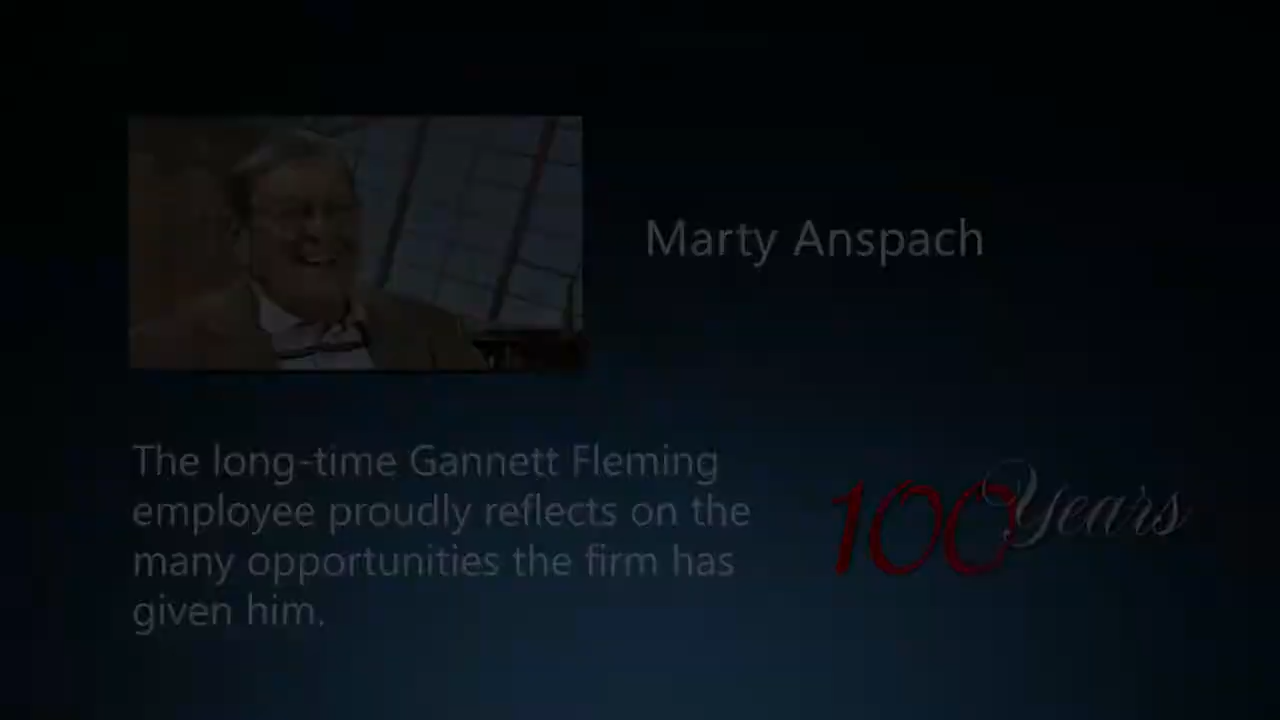 Marty Anspach
The long-time Gannett Fleming
employee proudly reflects on the
many opportunities the firm has
given him.
100 Years